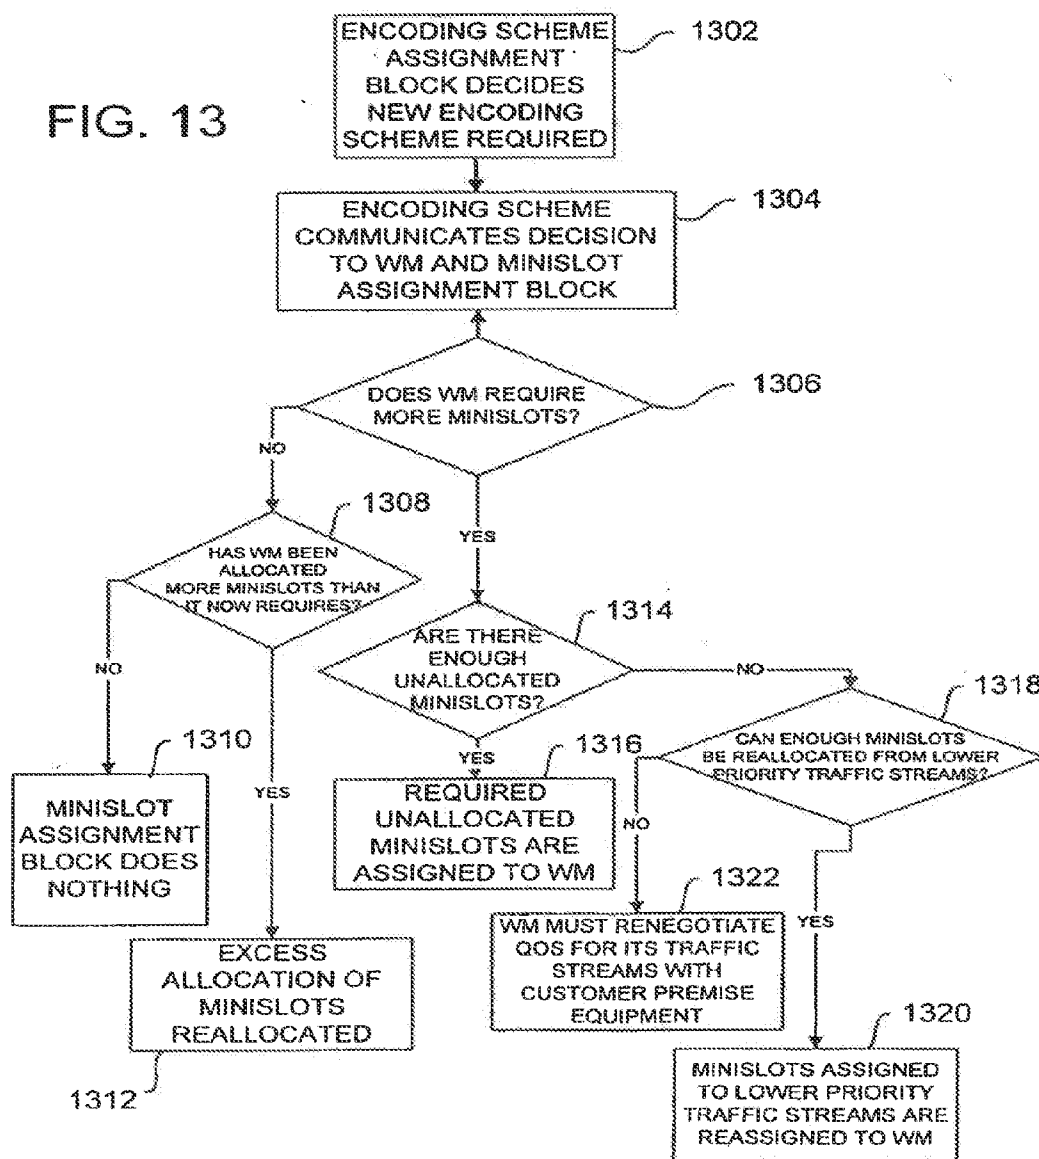 FIG. 13
ENCODING SCHEME
ASSIGNMENT
BLOCK DECIDES
NEW ENCODING
SCHEME REQUIRED
1302
ENCODING SCHEME
COMMUNICATES DECISION
TO WM AND MINISLOT
ASSIGNMENT BLOCK
1304
DOES WM REQUIRE
MORE MINISLOTS?
1306
NO
YES
HAS WM BEEN
ALLOCATED
MORE MINISLOTS THAN
IT NOW REQUIRES?
1308
NO
YES
ARE THERE
ENOUGH
UNALLOCATED
MINISLOTS?
1314
NO
YES
CAN ENOUGH MINISLOTS
BE REALLOCATED FROM LOWER
PRIORITY TRAFFIC STREAMS?
1318
NO
YES
MINISLOT
ASSIGNMENT
BLOCK DOES
NOTHING
1310
REQUIRED
UNALLOCATED
MINISLOTS ARE
ASSIGNED TO WM
1316
EXCESS
ALLOCATION OF
MINISLOTS
REALLOCATED
1312
WM MUST RENEGOTIATE
QOS FOR ITS TRAFFIC
STREAMS WITH
CUSTOMER PREMISE
EQUIPMENT
1322
MINISLOTS ASSIGNED
TO LOWER PRIORITY
TRAFFIC STREAMS ARE
REASSIGNED TO WM
1320